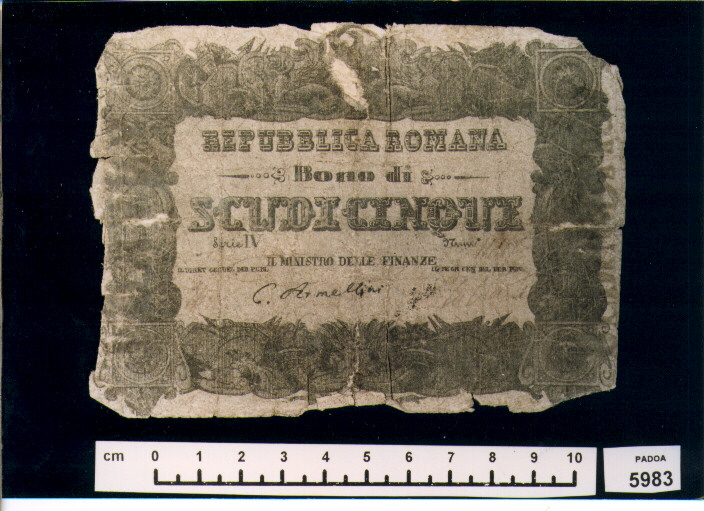 REPUBBLICA ROMANA
Bono di
SCUDI CINQUE
Serie IV Num.º
IL MINISTRO DELLE FINANZE
C. Armellini
cm 0 1 2 3 4 5 6 7 8 9 10
PADOA
5983